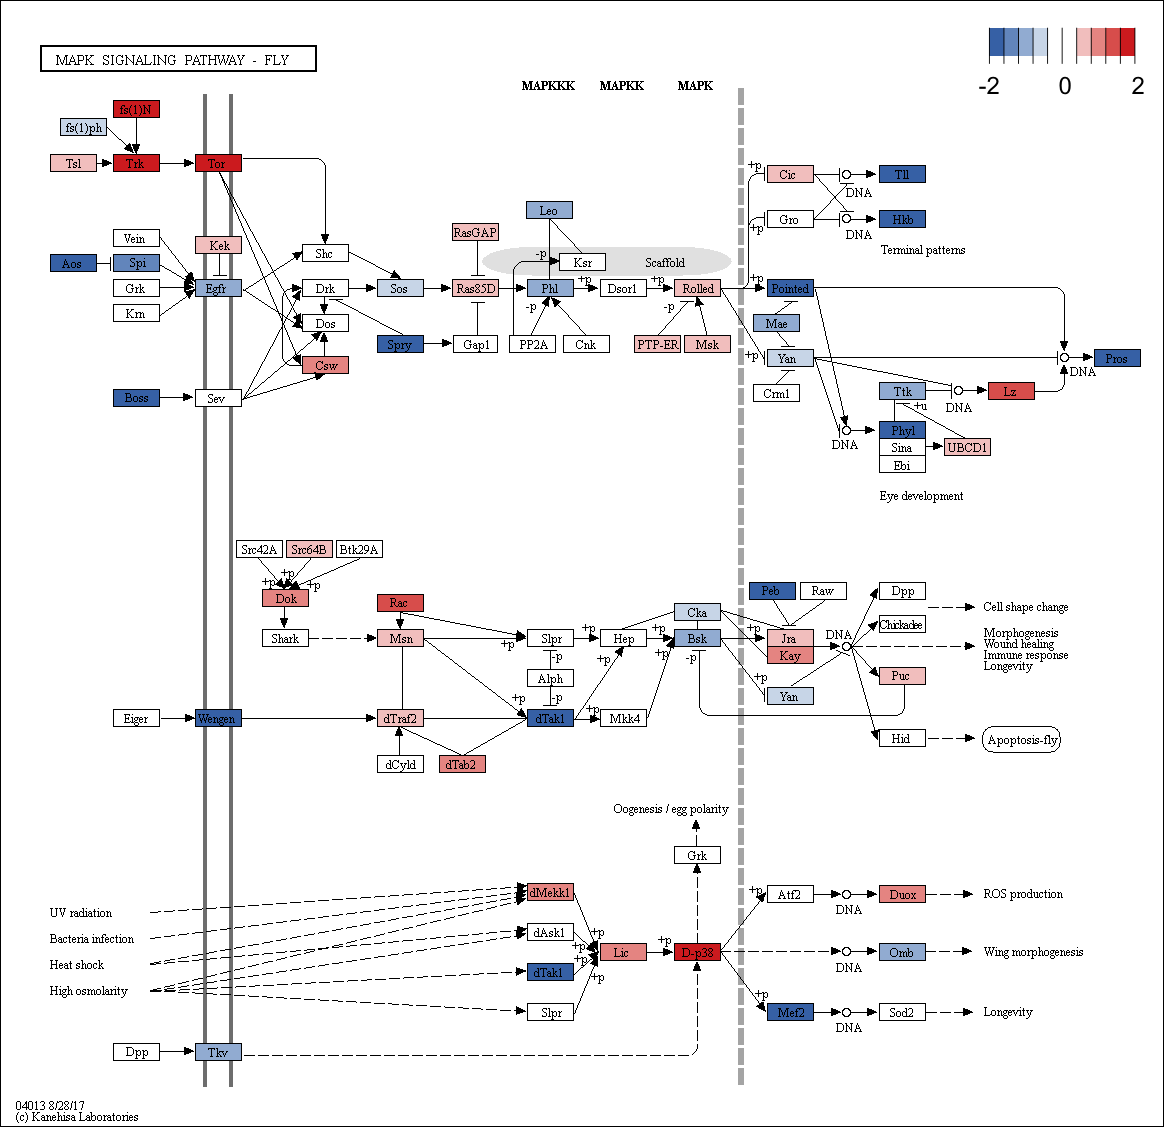 MAPK SIGNALING PATHWAY - FLY
-2 0 2
MAPKKK MAPKK MAPK
fs(1)N
fs(1)ph
Tsl Trk Tor
+p Cic Tll
DNA
Leo
Gro Hkb
+p
DNA
Terminal patterns
RasGAP
Vein Kek
Shc
-p Ksr Scaffold
Aos Spi
Grk Egfr Drk Sos Ras85D Phl +p Dsor1 +p Rolled +p Pointed
-p -p
Krn Dos Mae
Spry Gap1 PP2A Cnk PTP-ER Msk
+p Yan Pros
Csw DNA
Boss Sev Crm1 Ttk Lz
+u DNA
Phyl
DNA Sina UBCD1
Ebi
Eye development
Src42A Src64B Btk29A
+p +p +p
Dok Rac Peb Raw Dpp
Cka Cell shape change
Chickadee
Shark Msn Slpr +p Hep +p Bsk +p Jra DNA Morphogenesis
+p Wound healing
-p +p +p -p Kay Immune response
Longevity
Alph Puc
+p -p +p Yan
Eiger Wengen dTraf2 dTak1 +p Mkk4
Hid Apoptosis-fly
dCyld dTab2
Oogenesis / egg polarity
Grk
dMekk1 +p Atf2 Duox ROS production
UV radiation DNA
dAsk1 +p
Bacteria infection +p +p
Lic D-p38 Omb Wing morphogenesis
Heat shock +p
dTak1 DNA
+p
High osmolarity +p
Slpr Mef2 Sod2 Longevity
DNA
Dpp Tkv
04013 8/28/17
(c) Kanehisa Laboratories